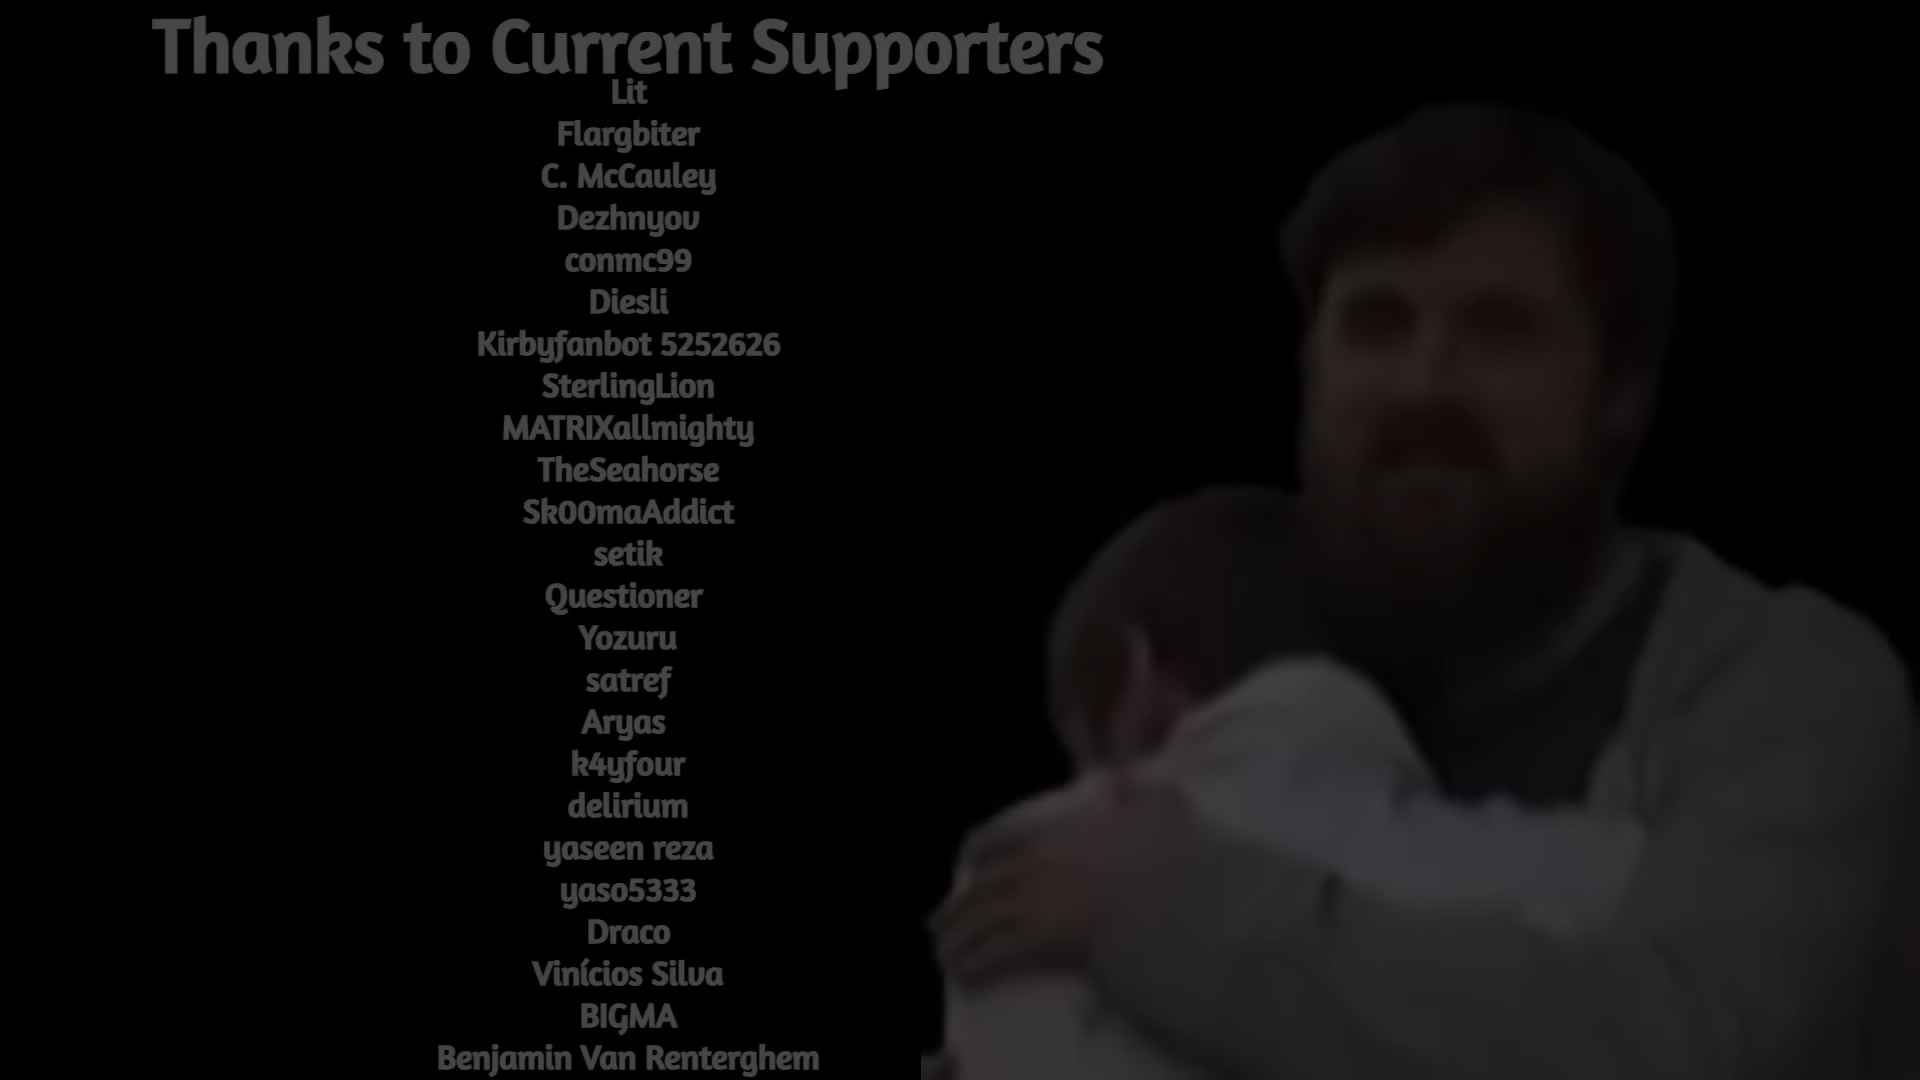 Thanks to Current Supporters
Lit
Flargbiter
C. McCauley
Dezhnyov
conmc99
Diesli
Kirbyfanbot 5252626
SterlingLion
MATRIXallmighty
TheSeahorse
Sk00maAddict
setik
Questioner
Yozuru
satref
Aryas
k4yfour
delirium
yaseen reza
yaso5333
Draco
Vinícios Silva
BIGMA
Benjamin Van Renterghem